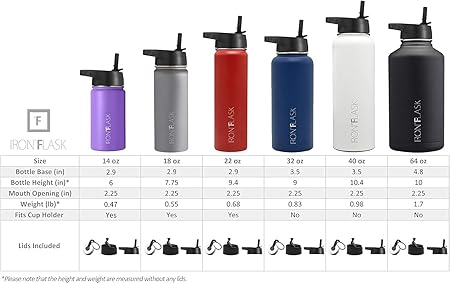 F
IRON FLASK
IRON FLASK
IRON FLASK
IRON FLASK
IRON FLASK
IRON FLASK
Size 14 oz 18 oz 22 oz 32 oz 40 oz 64 oz
Bottle Base (in) 2.9 2.9 2.9 3.5 3.5 4.8
Bottle Height (in)* 6 7.75 9.4 9 10.4 10
Mouth Opening (in) 2.25 2.25 2.25 2.25 2.25 2.25
Weight (lb)* 0.47 0.55 0.68 0.83 0.98 1.7
Fits Cup Holder Yes Yes Yes No No No
Lids Included
*Please note that the height and weight are measured without any lids.